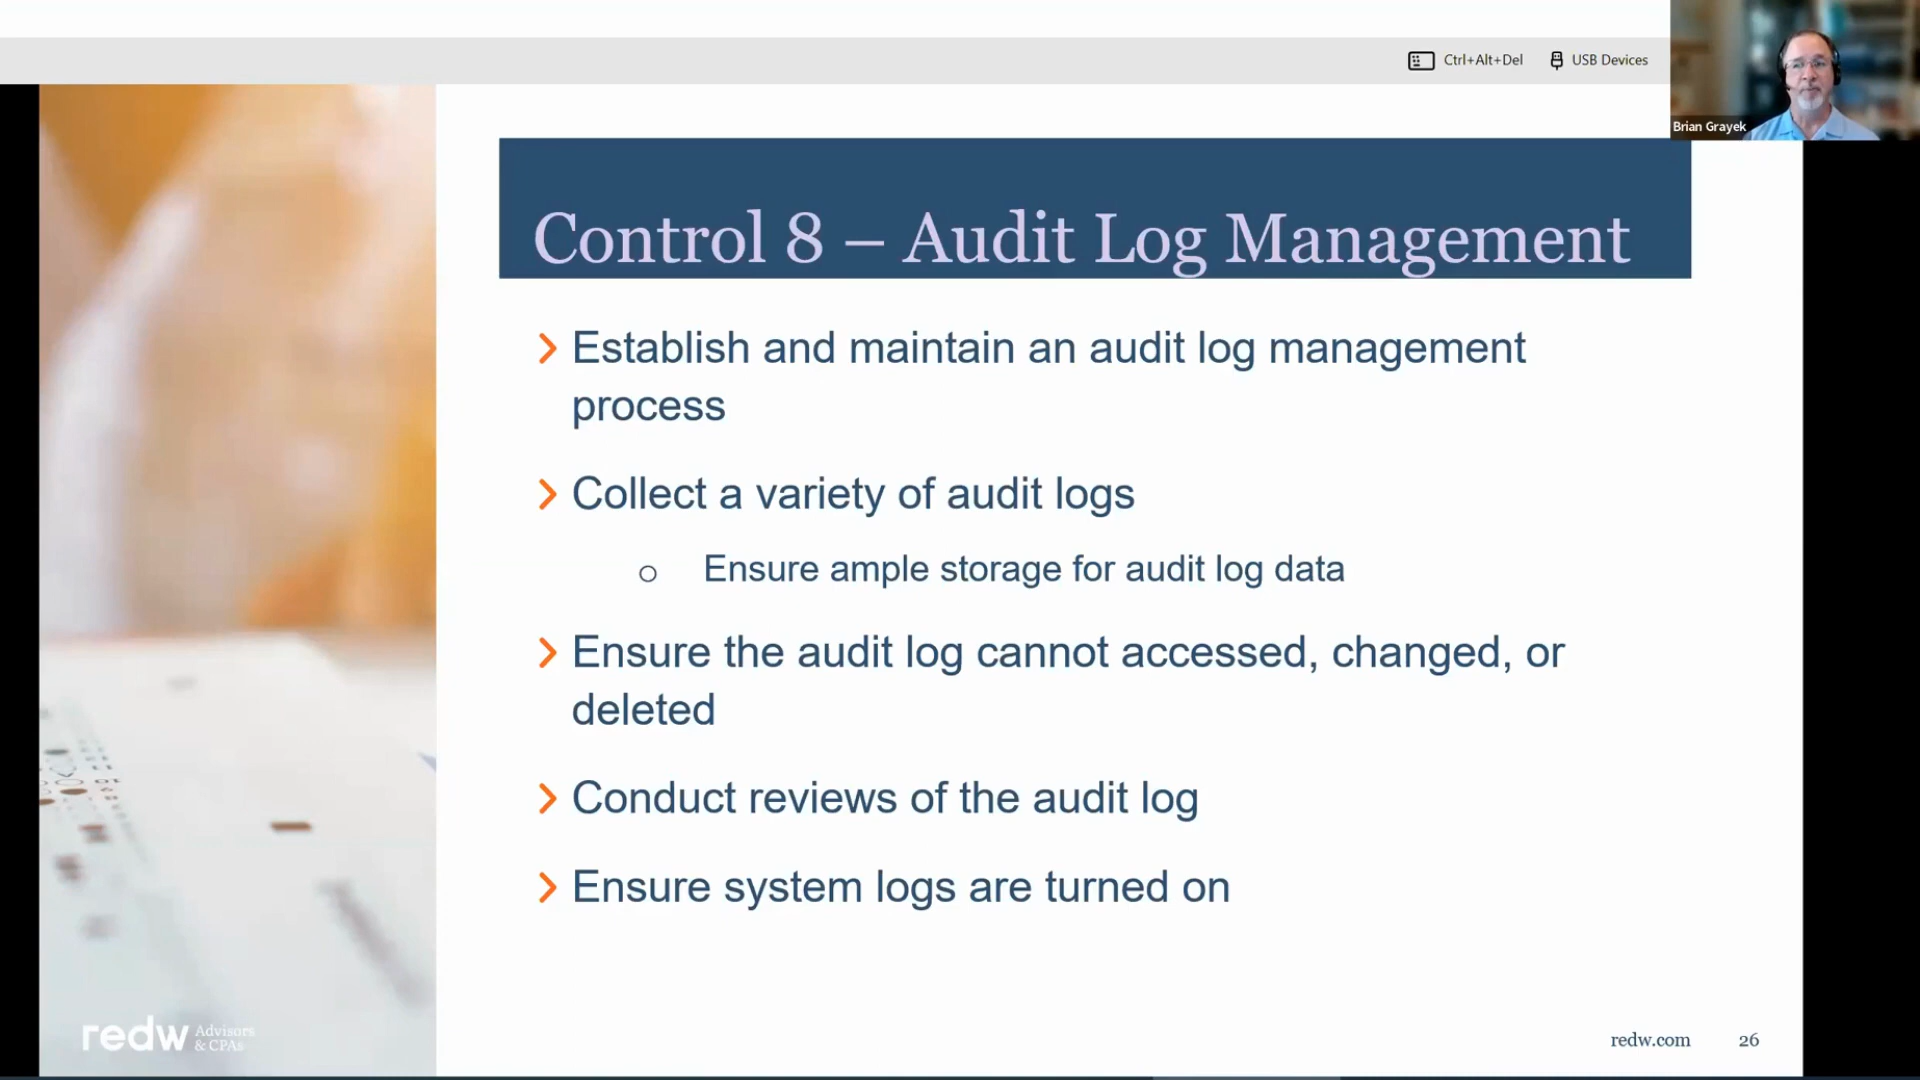 Ctrl+Alt+Del USB Devices
Brian Grayek
Control 8 – Audit Log Management
Establish and maintain an audit log management
process
Collect a variety of audit logs
Ensure ample storage for audit log data
Ensure the audit log cannot accessed, changed, or
deleted
Conduct reviews of the audit log
Ensure system logs are turned on
redw Advisors
& CPAs
redw.com 26